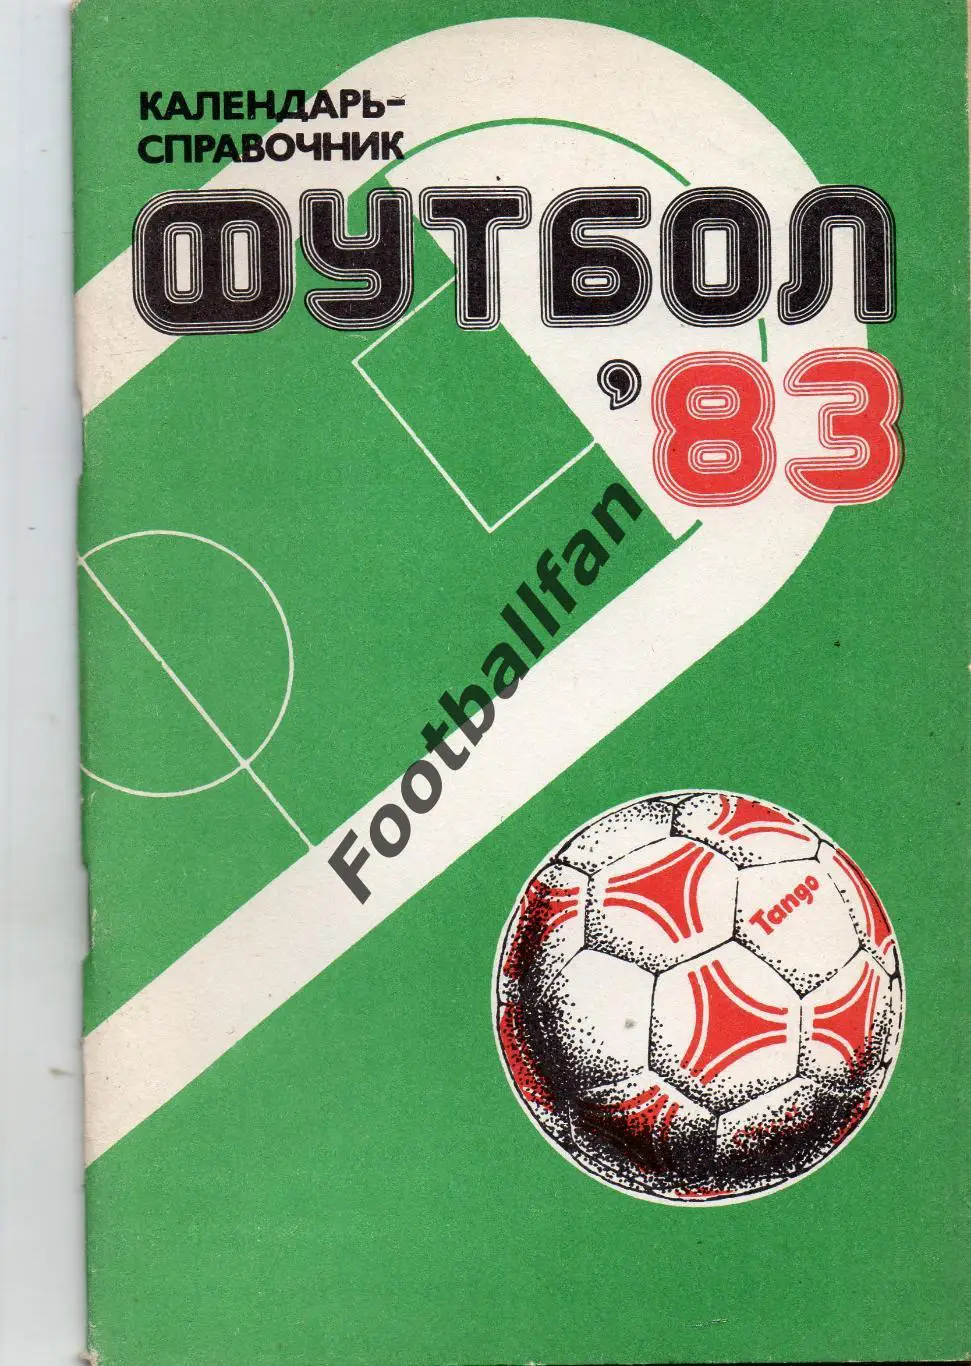 КАЛЕНДАРЬ-
СПРАВОЧНИК
ФУТБОЛ
'83
Footballfan
Tango